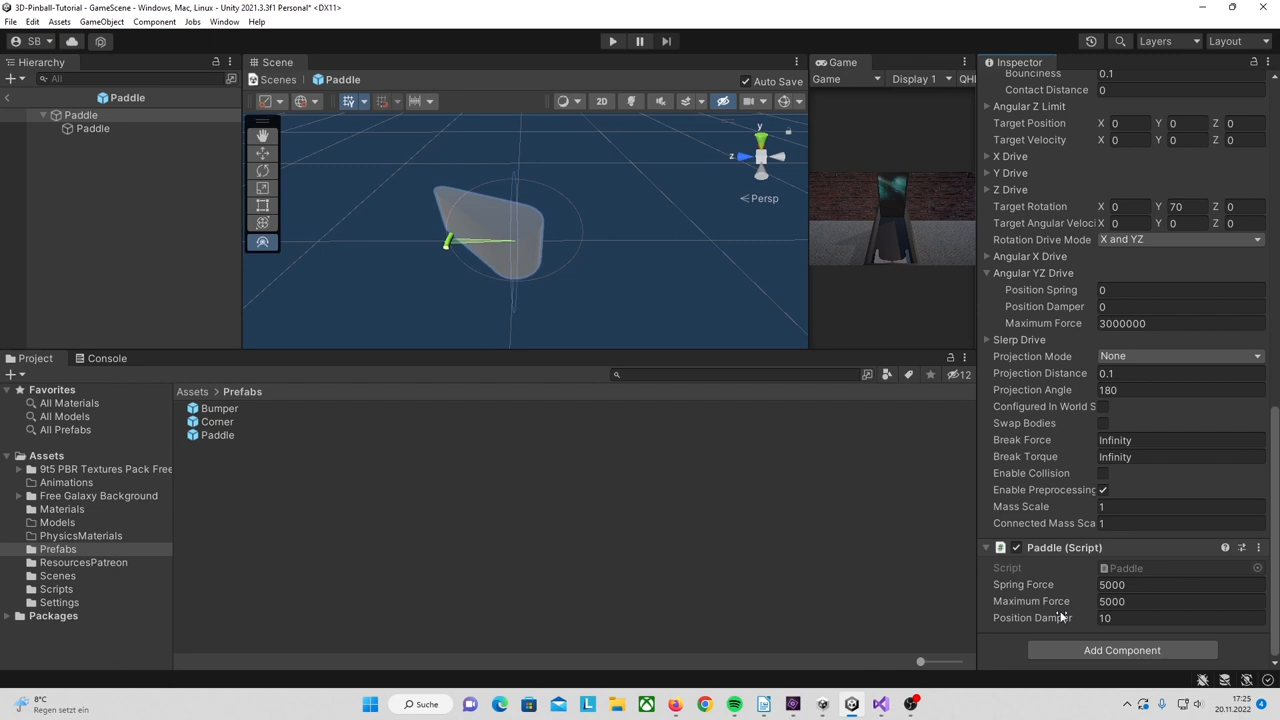 3D-Pinball-Tutorial - GameScene - Windows, Mac, Linux - Unity 2021.3.3f1 Personal* <DX11>
File Edit Assets GameObject Component Jobs Window Help
SB Layers Layout
Hierarchy
All
Paddle
Paddle
Paddle
Scene
Scenes Paddle Auto Save
2D
y
z
Persp
Game
Game Display 1 QH
Inspector
Bounciness 0.1
Contact Distance 0
Angular Z Limit
Target Position X 0 Y 0 Z 0
Target Velocity X 0 Y 0 Z 0
X Drive
Y Drive
Z Drive
Target Rotation X 0 Y 70 Z 0
Target Angular Veloci X 0 Y 0 Z 0
Rotation Drive Mode X and YZ
Angular X Drive
Angular YZ Drive
Position Spring 0
Position Damper 0
Maximum Force 3000000
Slerp Drive
Projection Mode None
Projection Distance 0.1
Projection Angle 180
Configured In World S
Swap Bodies
Break Force Infinity
Break Torque Infinity
Enable Collision
Enable Preprocessing
Mass Scale 1
Connected Mass Sca 1
Paddle (Script)
Script Paddle
Spring Force 5000
Maximum Force 5000
Position Damper 10
Add Component
Project Console
12
Favorites
All Materials
All Models
All Prefabs
Assets
9t5 PBR Textures Pack Free
Animations
Free Galaxy Background
Materials
Models
PhysicsMaterials
Prefabs
ResourcesPatreon
Scenes
Scripts
Settings
Packages
Assets > Prefabs
Bumper
Corner
Paddle
8°C
Regen setzt ein
Suche
L
17:25
20.11.2022